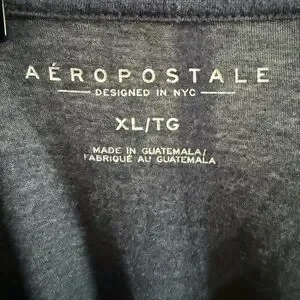 AÉROPOSTALE
DESIGNED IN NYC
XL/TG
MADE IN GUATEMALA/
FABRIQUÉ AU GUATEMALA